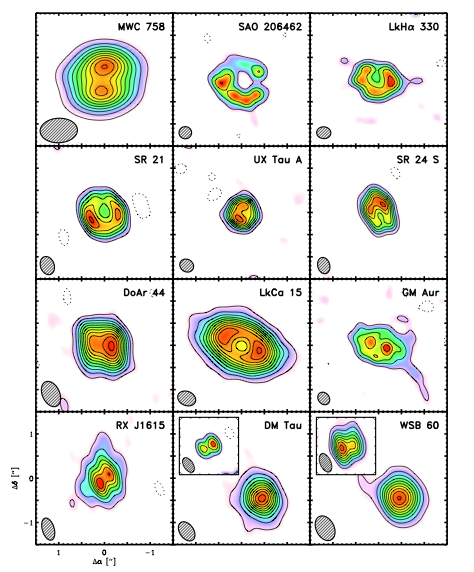 MWC 758
SAO 206462
LkHα 330
SR 21
UX Tau A
SR 24 S
DoAr 44
LkCa 15
GM Aur
RX J1615
DM Tau
WSB 60
1
0
-1
Δδ ["]
1
0
-1
Δα ["]